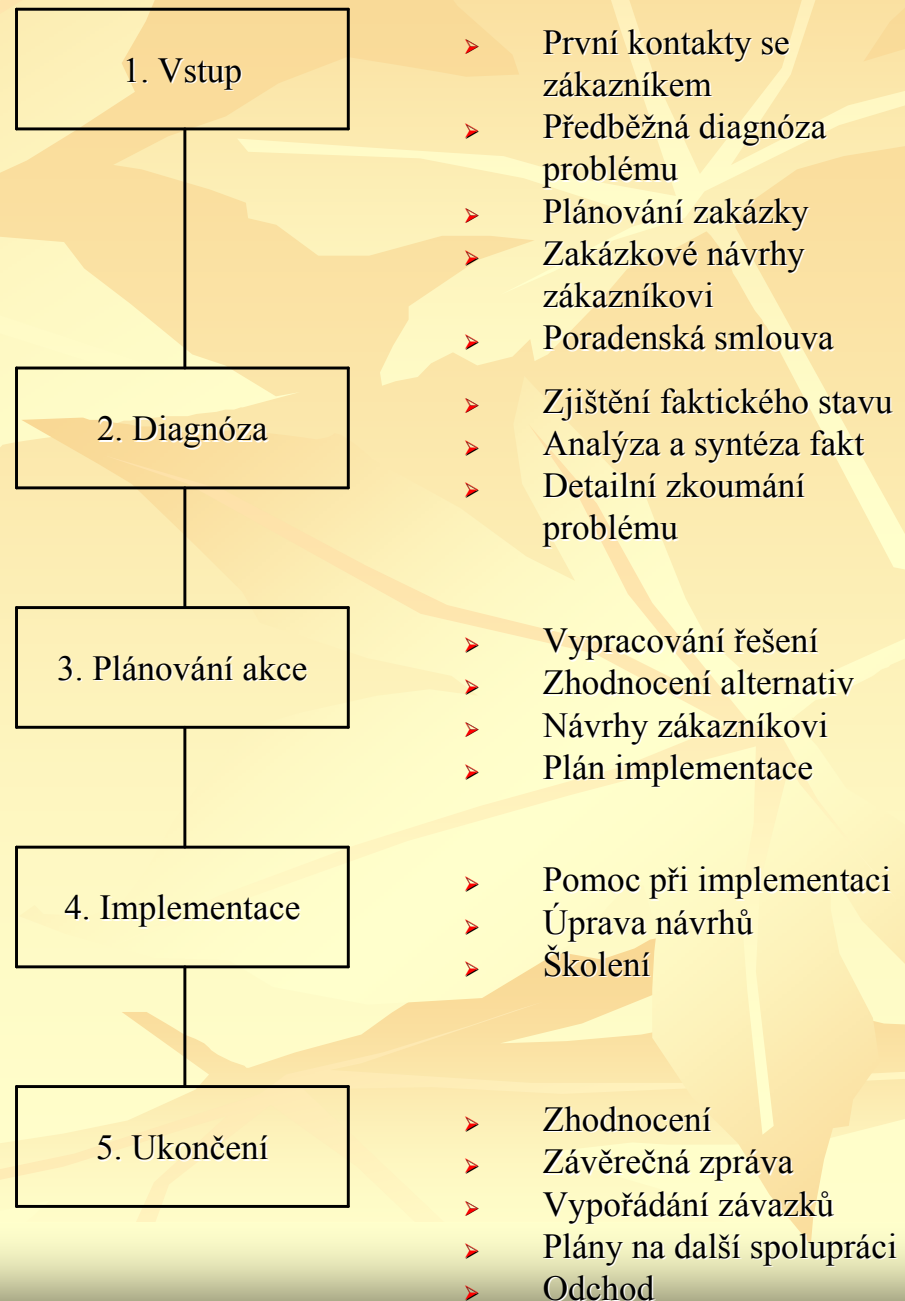 1. Vstup
➢ První kontakty se
zákazníkem
➢ Předběžná diagnóza
problému
➢ Plánování zakázky
➢ Zakázkové návrhy
zákazníkovi
➢ Poradenská smlouva
2. Diagnóza
➢ Zjištění faktického stavu
➢ Analýza a syntéza fakt
➢ Detailní zkoumání
problému
3. Plánování akce
➢ Vypracování řešení
➢ Zhodnocení alternativ
➢ Návrhy zákazníkovi
➢ Plán implementace
4. Implementace
➢ Pomoc při implementaci
➢ Úprava návrhů
➢ Školení
5. Ukončení
➢ Zhodnocení
➢ Závěrečná zpráva
➢ Vypořádání závazků
➢ Plány na další spolupráci
➢ Odchod